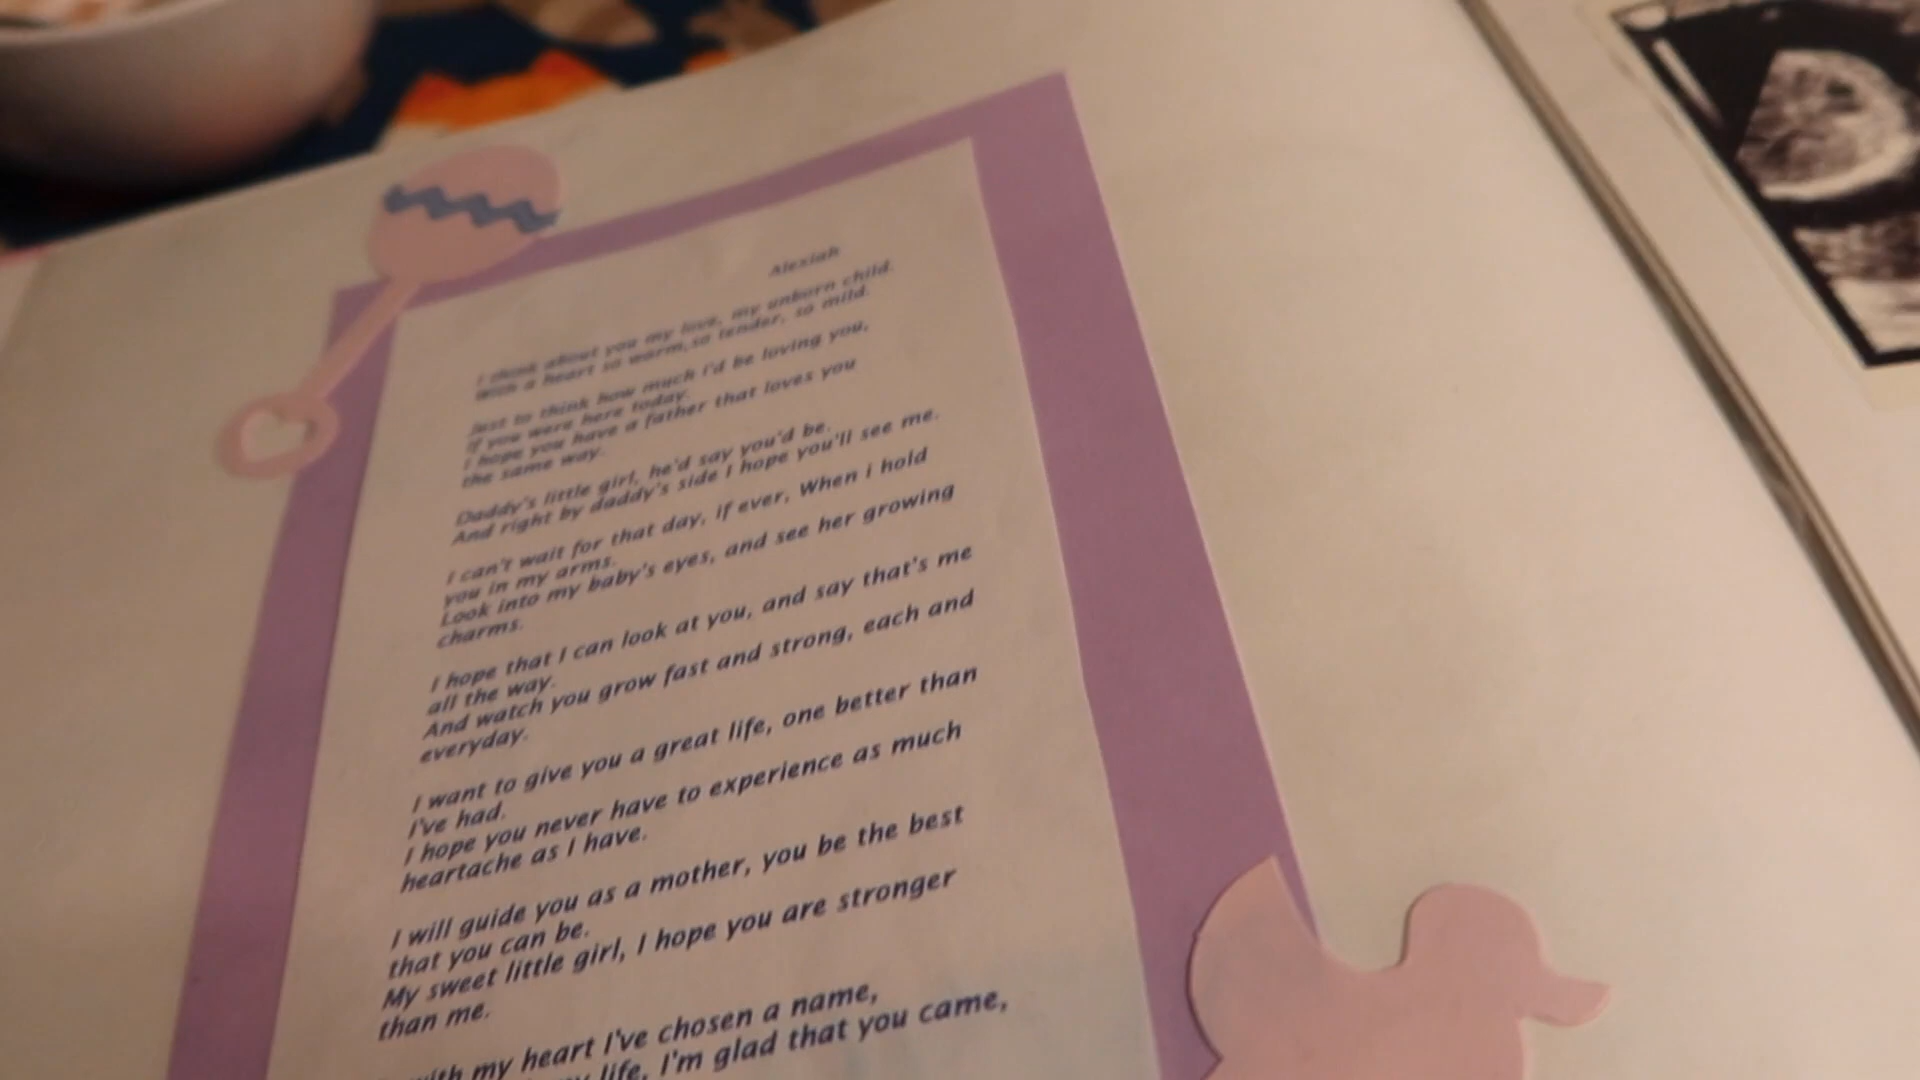 Alexiah
I think about you my love, my unborn child.
With a heart so warm,so tender, so mild.
Just to think how much i'd be loving you,
If you were here today.
I hope you have a father that loves you
the same way.
Daddy's little girl, he'd say you'd be.
And right by daddy's side I hope you'll see me.
I can't wait for that day, if ever, When i hold
you in my arms.
Look into my baby's eyes, and see her growing
charms.
I hope that I can look at you, and say that's me
all the way.
And watch you grow fast and strong, each and
everyday.
I want to give you a great life, one better than
I've had.
I hope you never have to experience as much
heartache as I have.
I will guide you as a mother, you be the best
that you can be.
My sweet little girl, I hope you are stronger
than me.
with my heart I've chosen a name,
my life, I'm glad that you came,